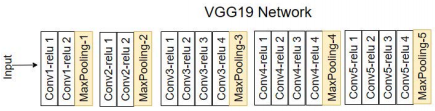 VGG19 Network
Input
Conv1-relu 1
Conv1-relu 2
MaxPooling-1
Conv2-relu 1
Conv2-relu 2
MaxPooling-2
Conv3-relu 1
Conv3-relu 2
Conv3-relu 3
Conv3-relu 4
MaxPooling-3
Conv4-relu 1
Conv4-relu 2
Conv4-relu 3
Conv4-relu 4
MaxPooling-4
Conv5-relu 1
Conv5-relu 2
Conv5-relu 3
Conv5-relu 4
MaxPooling-5